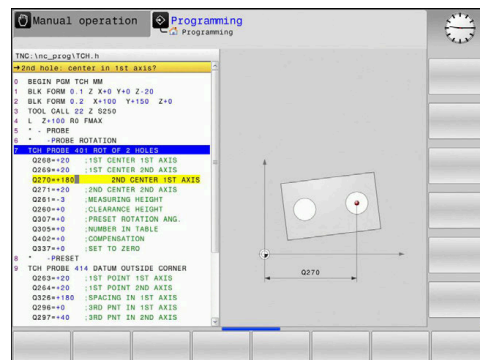 Manual operation
Programming
Programming
TNC:\nc_prog\TCH.h
→2nd hole: center in 1st axis?
0 BEGIN PGM TCH MM
1 BLK FORM 0.1 Z X+0 Y+0 Z-20
2 BLK FORM 0.2 X+100 Y+150 Z+0
3 TOOL CALL 22 Z S250
4 L Z+100 R0 FMAX
5 * - PROBE
6 * -PROBE ROTATION
7 TCH PROBE 401 ROT OF 2 HOLES
Q268=+20 ;1ST CENTER 1ST AXIS
Q269=+20 ;1ST CENTER 2ND AXIS
Q270=+180 2ND CENTER 1ST AXIS
Q271=+20 ;2ND CENTER 2ND AXIS
Q261=-3 ;MEASURING HEIGHT
Q260=+0 ;CLEARANCE HEIGHT
Q307=+0 ;PRESET ROTATION ANG.
Q305=+0 ;NUMBER IN TABLE
Q402=+0 ;COMPENSATION
Q337=+0 ;SET TO ZERO
8 * -PRESET
9 TCH PROBE 414 DATUM OUTSIDE CORNER
Q263=+20 ;1ST POINT 1ST AXIS
Q264=+20 ;1ST POINT 2ND AXIS
Q326=+180 ;SPACING IN 1ST AXIS
Q296=+0 ;3RD PNT IN 1ST AXIS
Q297=+40 ;3RD PNT IN 2ND AXIS
Q270